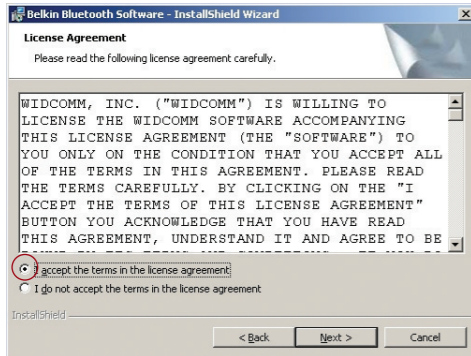 Belkin Bluetooth Software - InstallShield Wizard
License Agreement
Please read the following license agreement carefully.
WIDCOMM, INC. ("WIDCOMM") IS WILLING TO
LICENSE THE WIDCOMM SOFTWARE ACCOMPANYING
THIS LICENSE AGREEMENT (THE "SOFTWARE") TO
YOU ONLY ON THE CONDITION THAT YOU ACCEPT ALL
OF THE TERMS IN THIS AGREEMENT. PLEASE READ
THE TERMS CAREFULLY. BY CLICKING ON THE "I
ACCEPT THE TERMS OF THIS LICENSE AGREEMENT"
BUTTON YOU ACKNOWLEDGE THAT YOU HAVE READ
THIS AGREEMENT, UNDERSTAND IT AND AGREE TO BE
I accept the terms in the license agreement
I do not accept the terms in the license agreement
InstallShield
< Back Next > Cancel